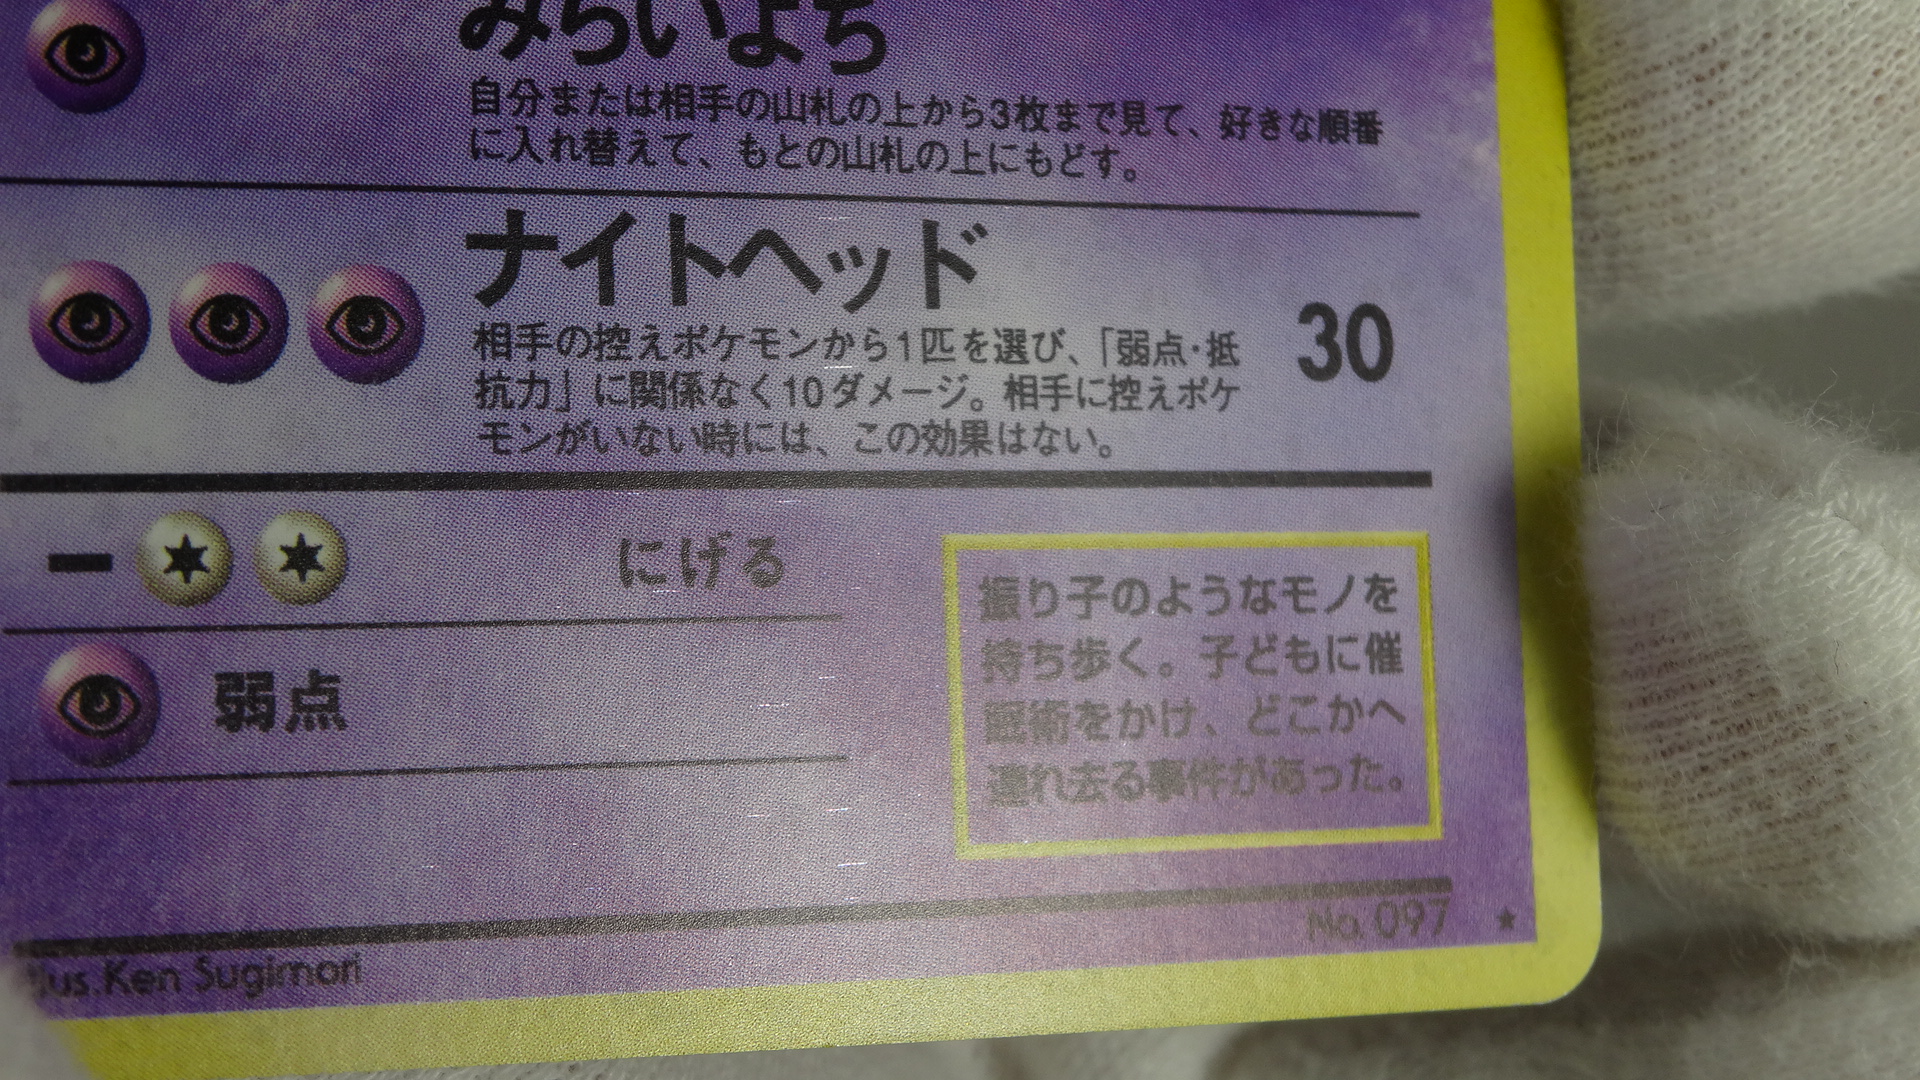 みらいよち
自分または相手の山札の上から3枚まで見て、好きな順番
に入れ替えて、もとの山札の上にもどす。
ナイトヘッド
30
相手の控えポケモンから1匹を選び、「弱点・抵
抗力」に関係なく10ダメージ。相手に控えポケ
モンがいない時には、この効果はない。
にげる
弱点
振り子のようなモノを
持ち歩く。子どもに催
眠術をかけ、どこかへ
連れ去る事件があった。
No. 097 ★
llus. Ken Sugimori